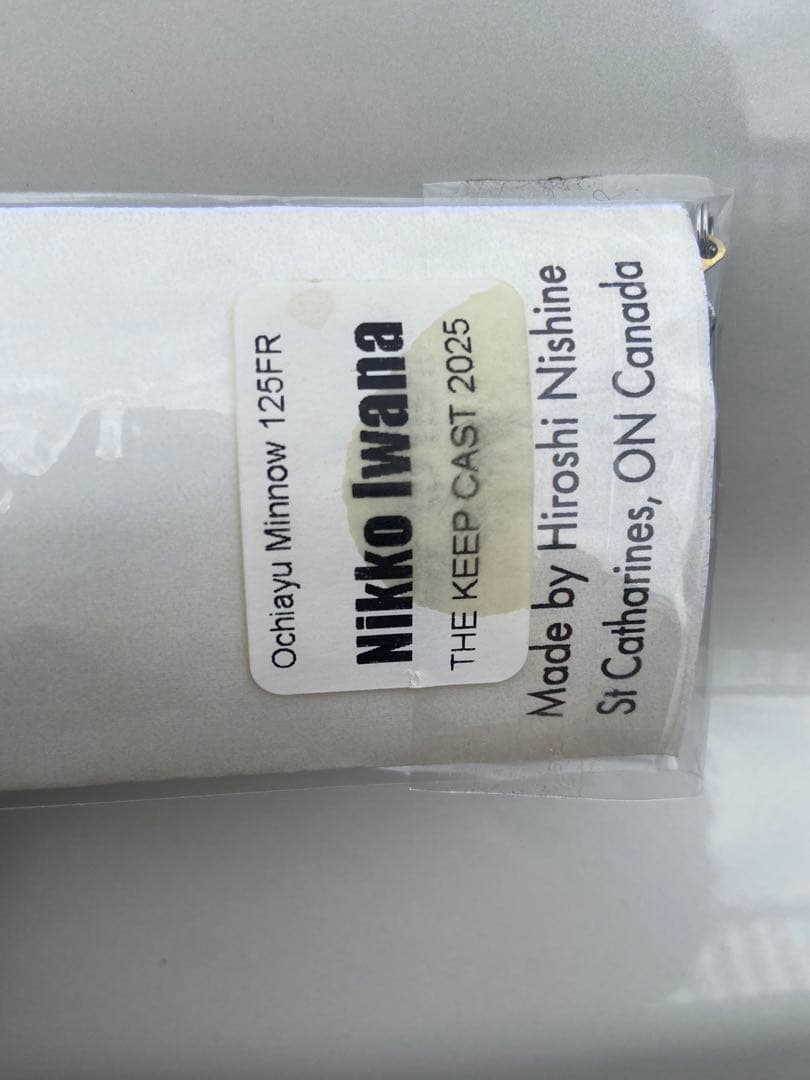 Ochiayu Minnow 125FR
Nikko Iwana
THE KEEP CAST 2025
Made by Hiroshi Nishine
St Catharines, ON Canada